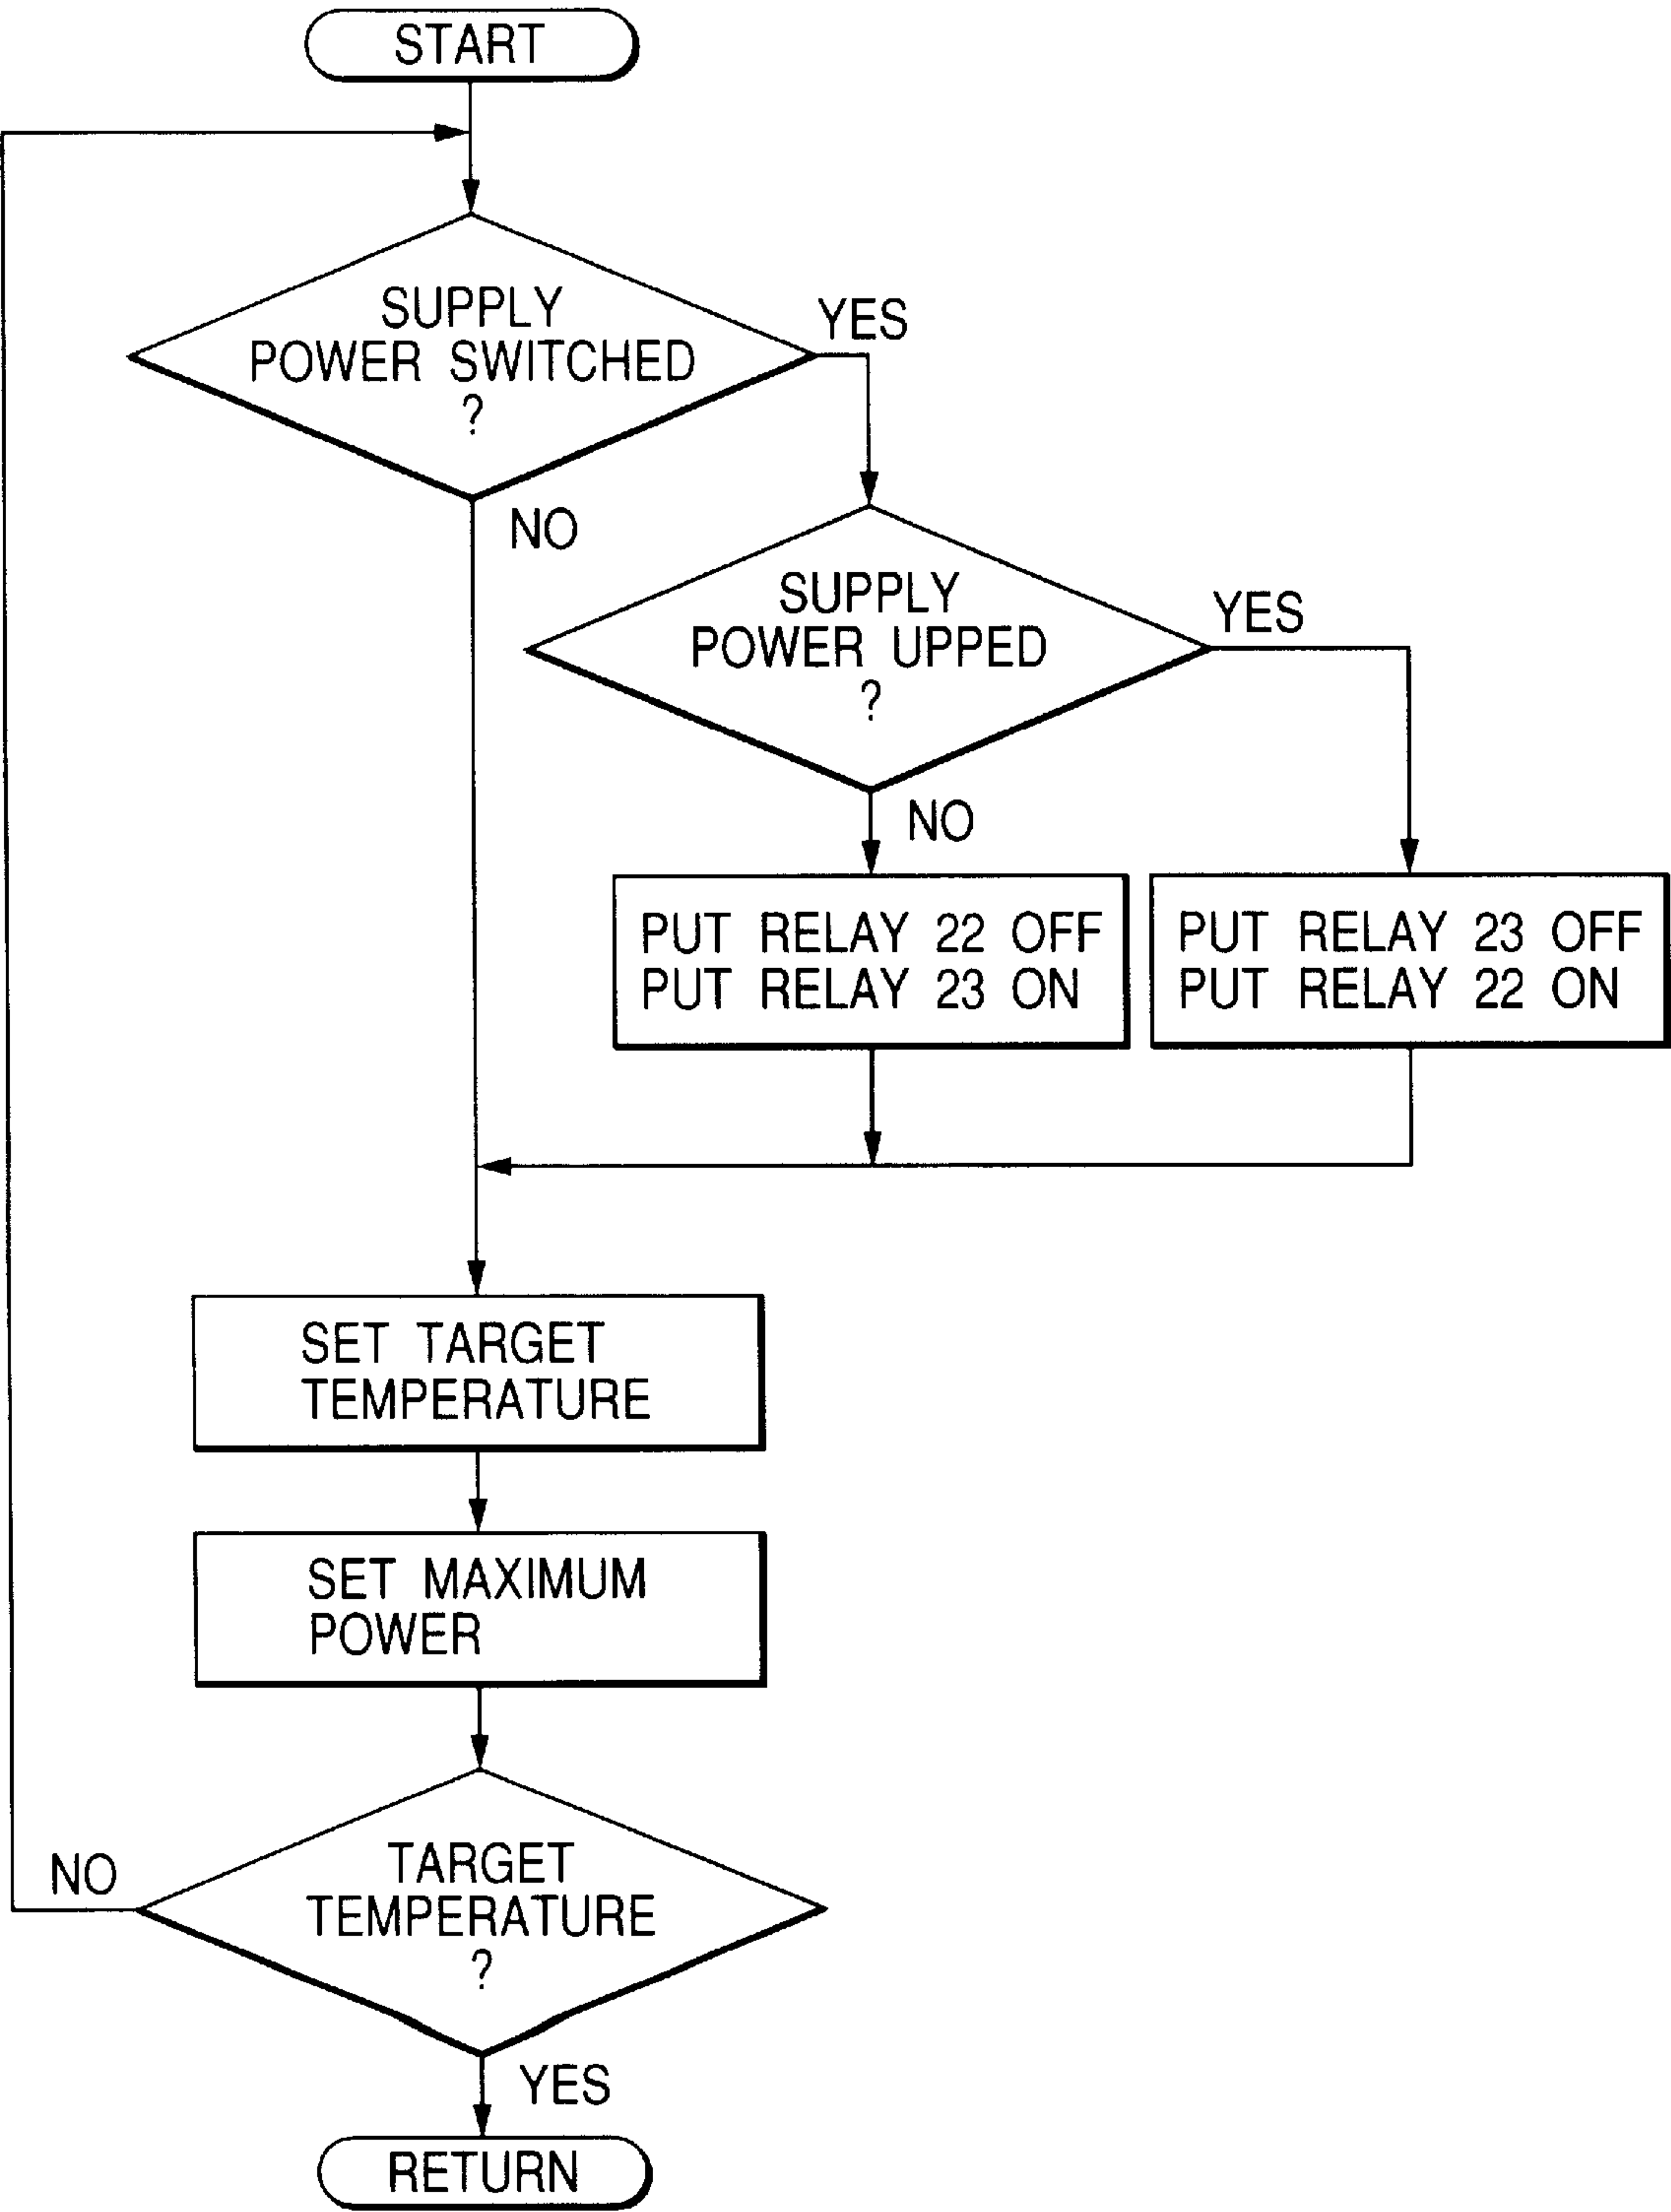 START
SUPPLY
POWER SWITCHED
?
YES
NO
SUPPLY
POWER UPPED
?
YES
NO
PUT RELAY 22 OFF
PUT RELAY 23 ON
PUT RELAY 23 OFF
PUT RELAY 22 ON
SET TARGET
TEMPERATURE
SET MAXIMUM
POWER
TARGET
TEMPERATURE
?
NO
YES
RETURN